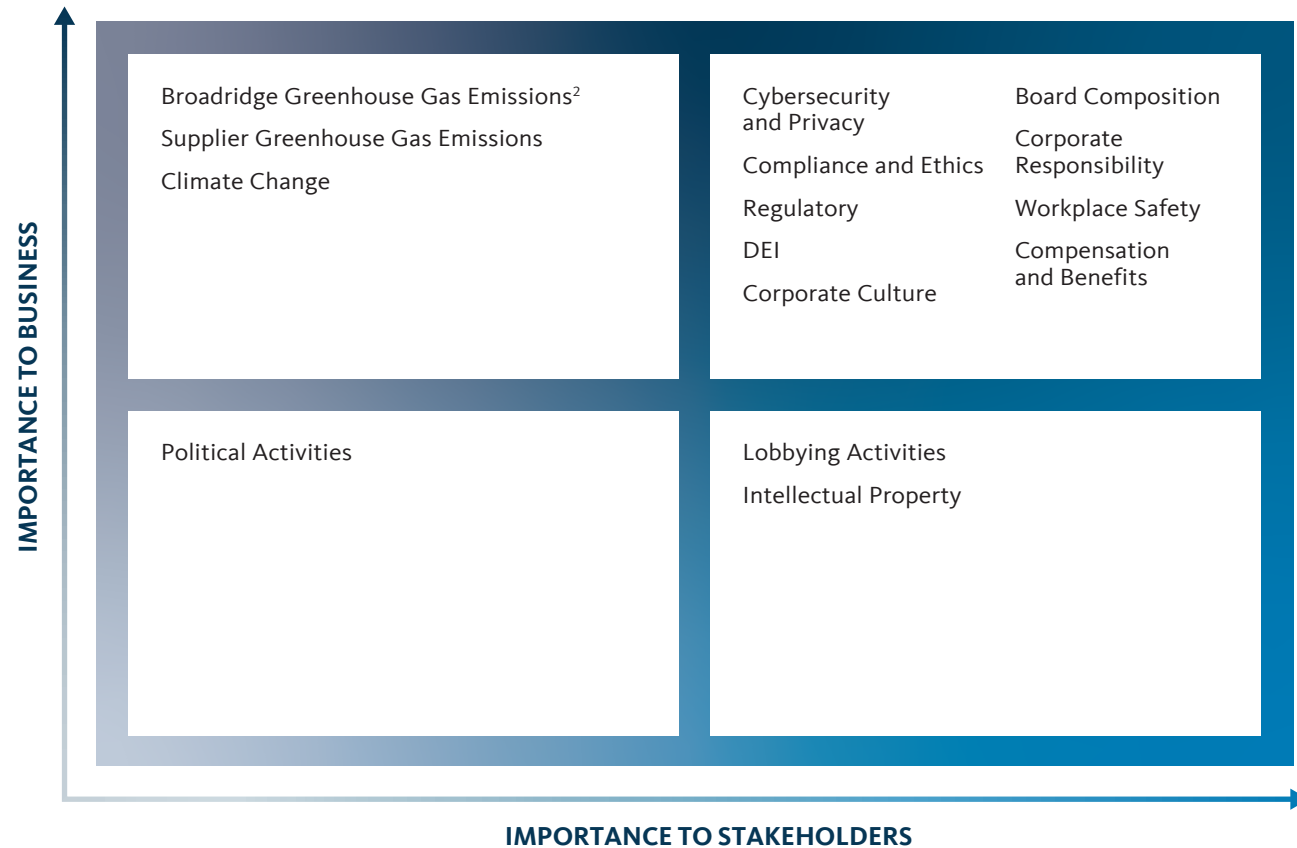 IMPORTANCE TO BUSINESS
Broadridge Greenhouse Gas Emissions²
Supplier Greenhouse Gas Emissions
Climate Change
Cybersecurity
and Privacy
Compliance and Ethics
Regulatory
DEI
Corporate Culture
Board Composition
Corporate
Responsibility
Workplace Safety
Compensation
and Benefits
Political Activities
Lobbying Activities
Intellectual Property
IMPORTANCE TO STAKEHOLDERS